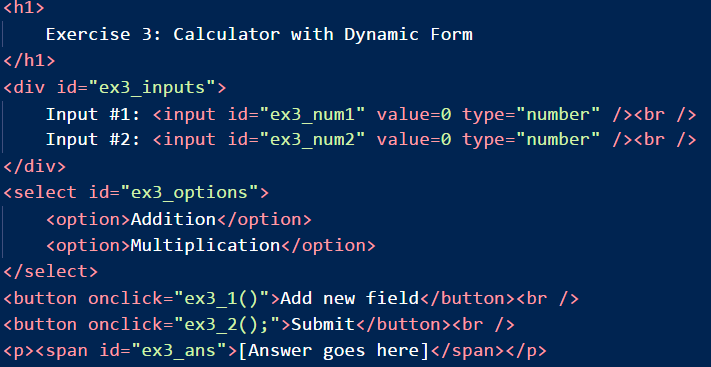 <h1>
    Exercise 3: Calculator with Dynamic Form
</h1>
<div id="ex3_inputs">
    Input #1: <input id="ex3_num1" value=0 type="number" /><br />
    Input #2: <input id="ex3_num2" value=0 type="number" /><br />
</div>
<select id="ex3_options">
    <option>Addition</option>
    <option>Multiplication</option>
</select>
<button onclick="ex3_1()">Add new field</button><br />
<button onclick="ex3_2();">Submit</button><br />
<p><span id="ex3_ans">[Answer goes here]</span></p>